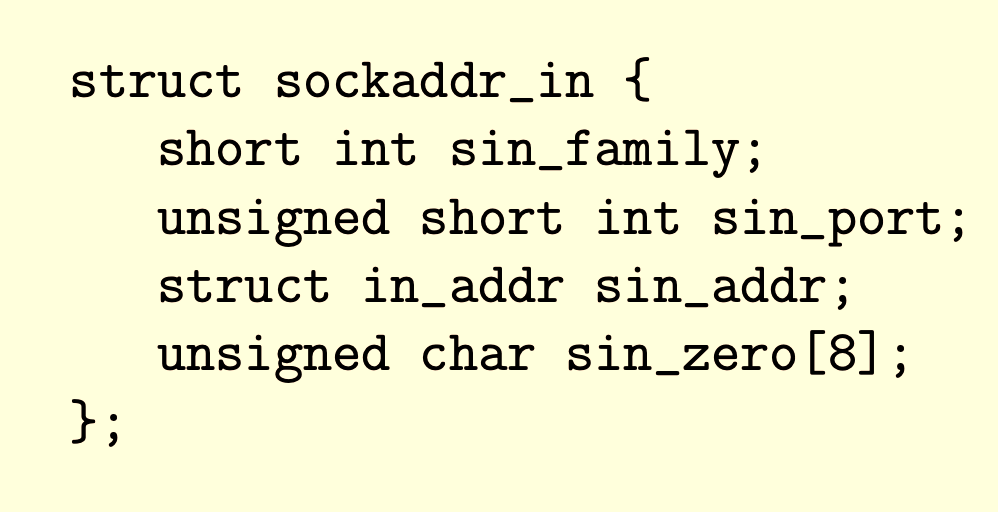 struct sockaddr_in {
   short int sin_family;
   unsigned short int sin_port;
   struct in_addr sin_addr;
   unsigned char sin_zero[8];
};